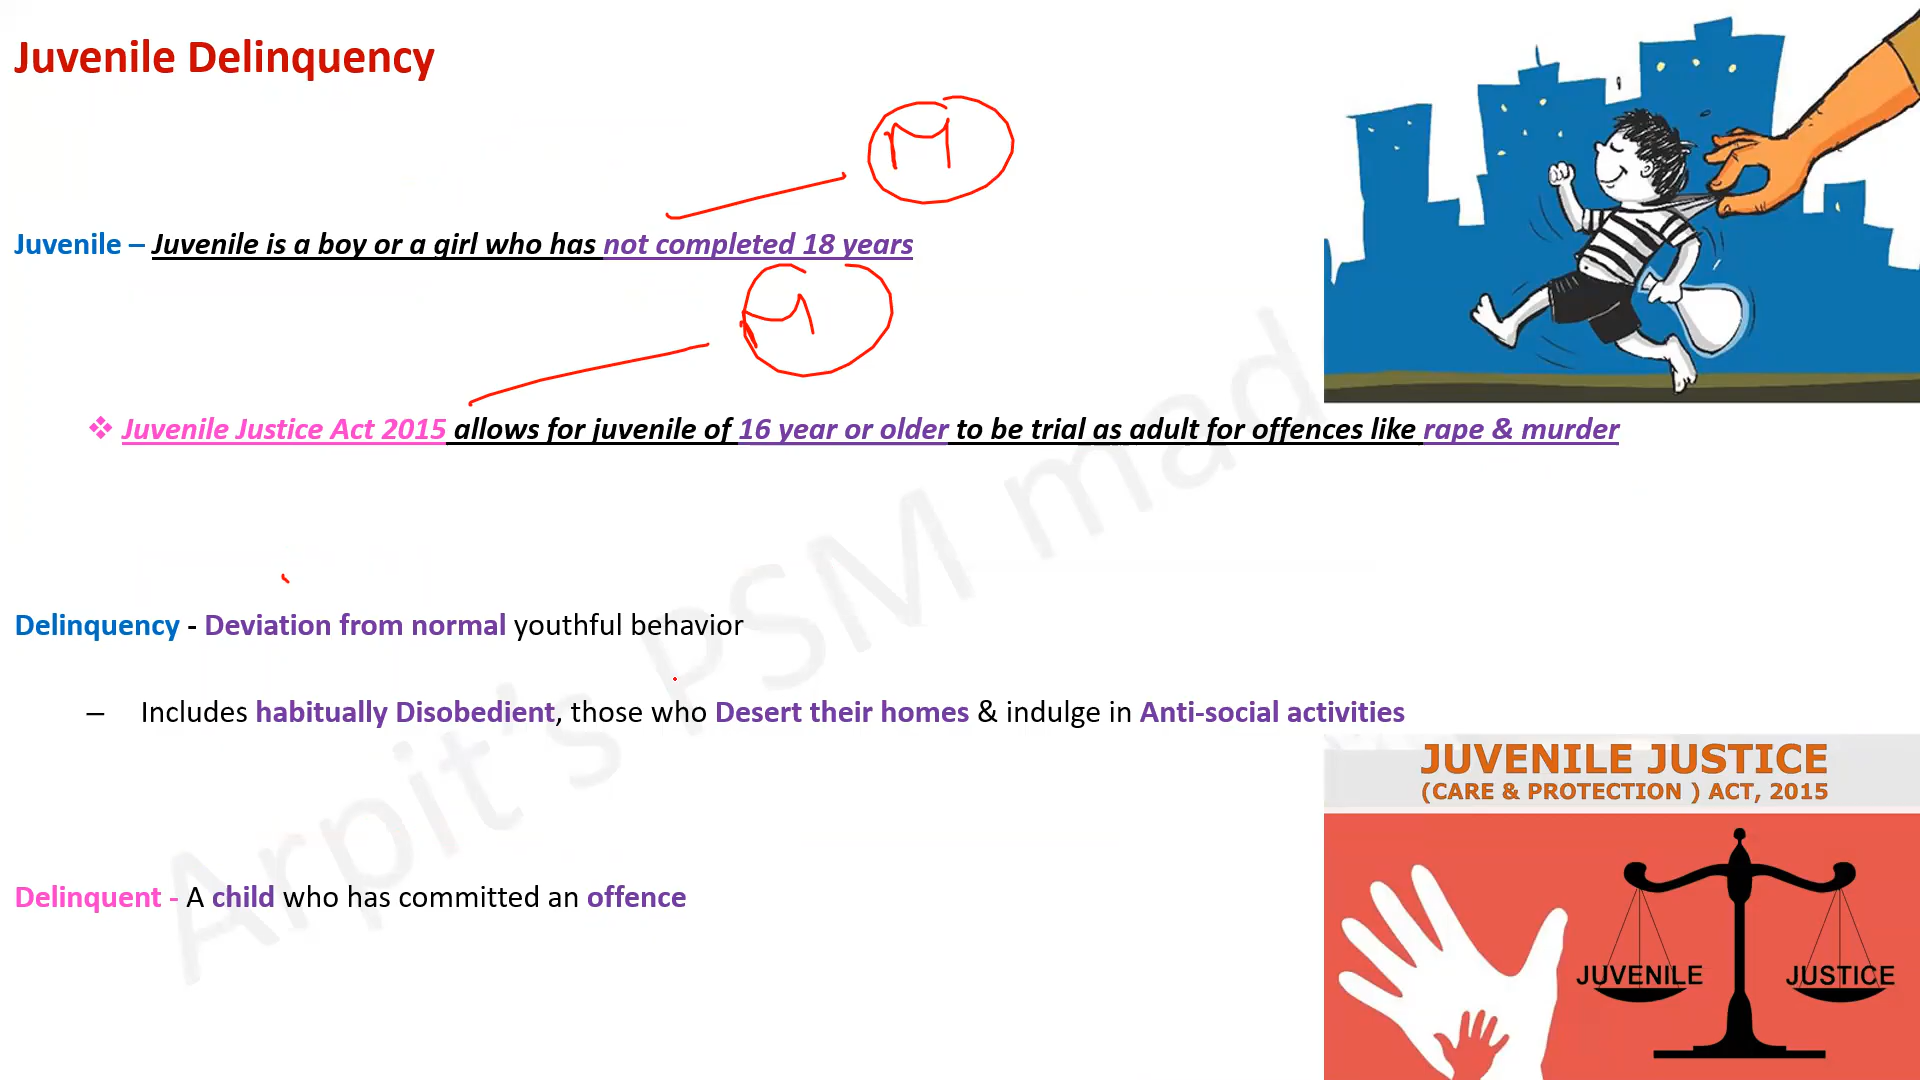 Juvenile Delinquency
M
Juvenile – Juvenile is a boy or a girl who has not completed 18 years
M
❖ Juvenile Justice Act 2015 allows for juvenile of 16 year or older to be trial as adult for offences like rape & murder
Delinquency - Deviation from normal youthful behavior
– Includes habitually Disobedient, those who Desert their homes & indulge in Anti-social activities
JUVENILE JUSTICE
(CARE & PROTECTION ) ACT, 2015
Delinquent - A child who has committed an offence
JUVENILE JUSTICE
Arpit's PSM mad